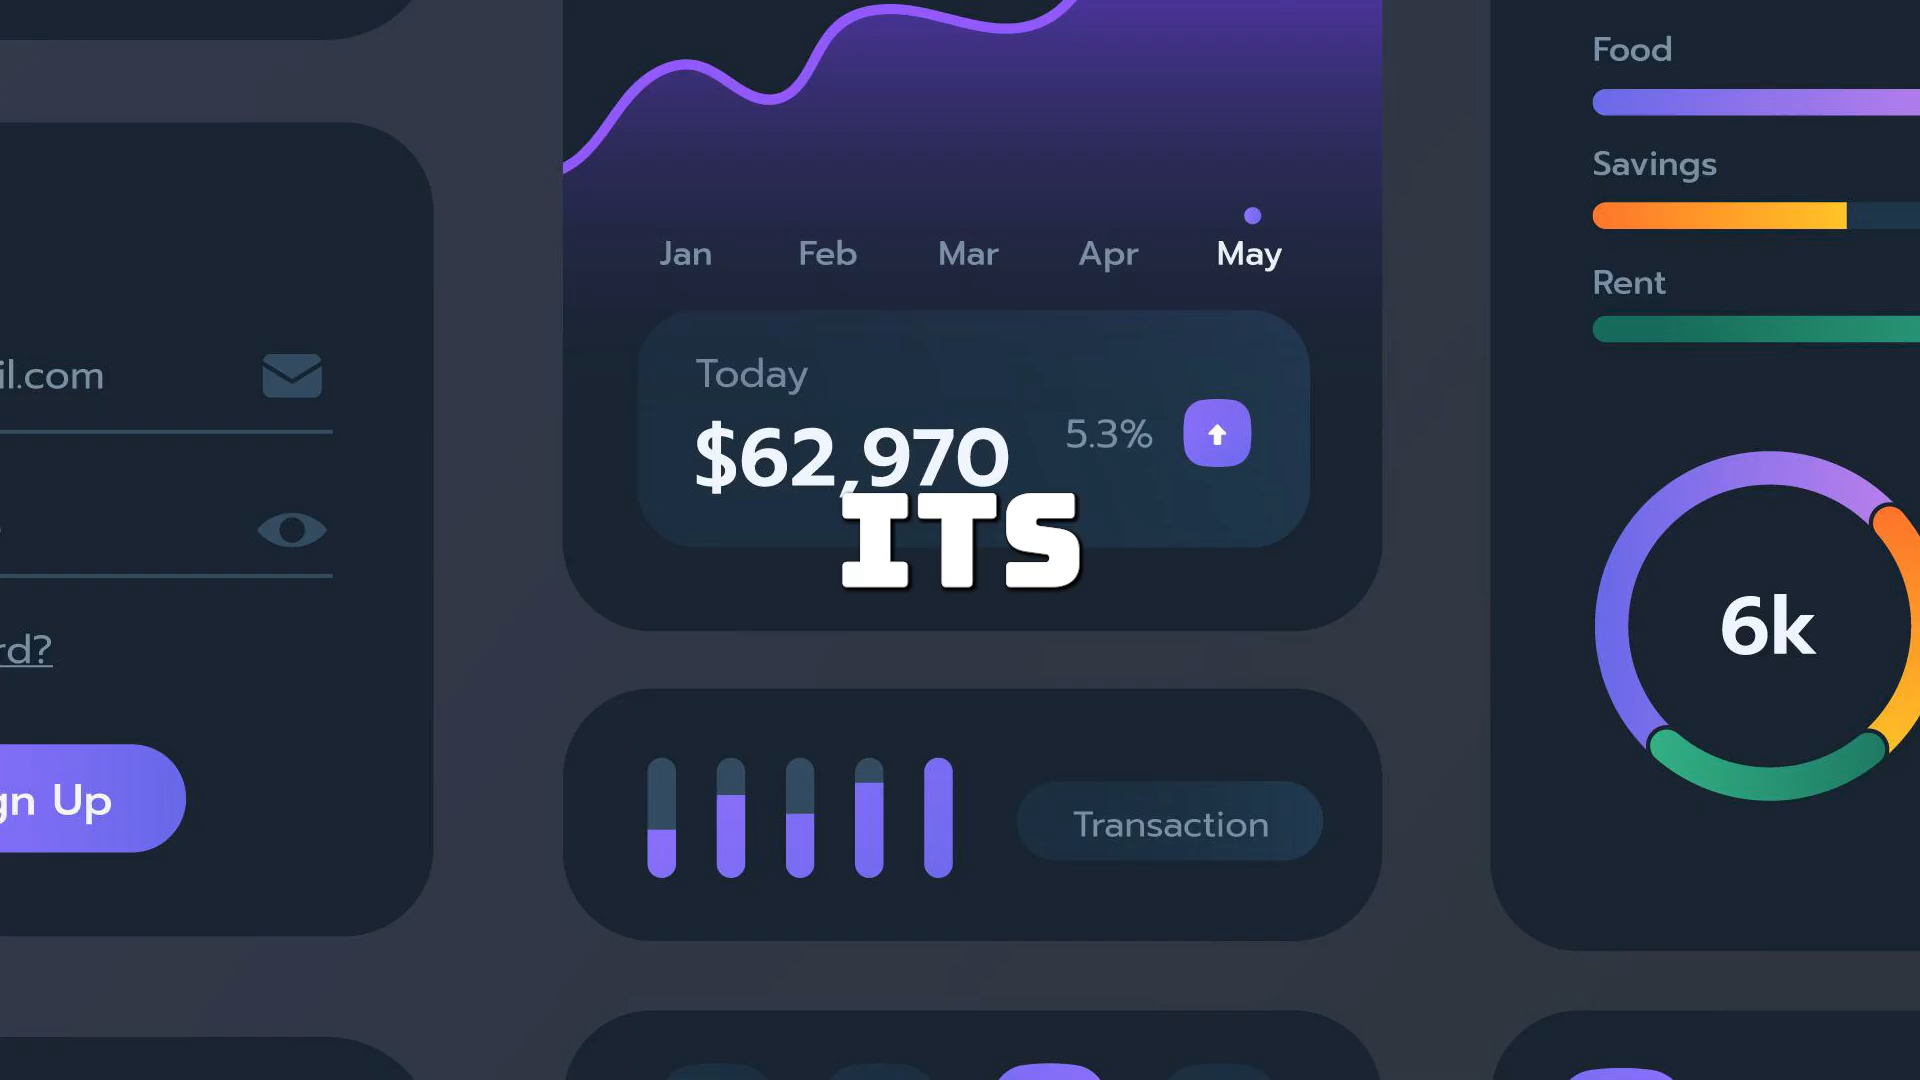 il.com
rd?
gn Up
Jan Feb Mar Apr May
Today
$62,970
5.3%
ITS
Transaction
Food
Savings
Rent
6k